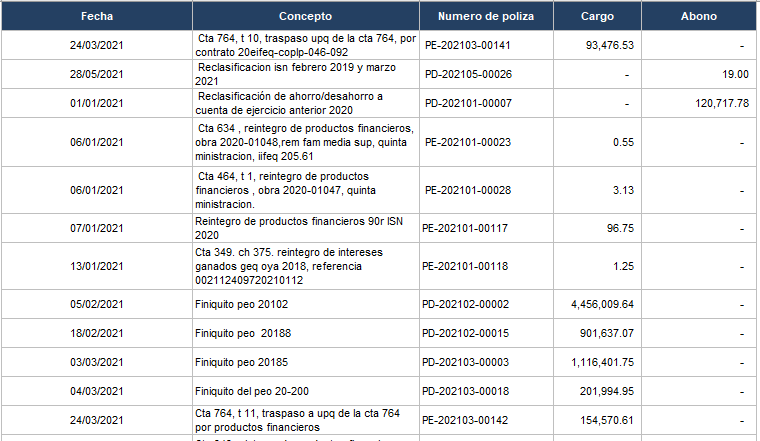 Fecha Concepto Numero de poliza Cargo Abono
24/03/2021 Cta 764, t 10, traspaso upq de la cta 764, por PE-202103-00141 93,476.53 -
contrato 20eifeq-coplp-046-092
28/05/2021 Reclasificacion isn febrero 2019 y marzo PD-202105-00026 - 19.00
2021
01/01/2021 Reclasificación de ahorro/desahorro a PD-202101-00007 - 120,717.78
cuenta de ejercicio anterior 2020
06/01/2021 Cta 634 , reintegro de productos financieros, PE-202101-00023 0.55 -
obra 2020-01048,rem fam media sup, quinta
ministracion, iifeq 205.61
06/01/2021 Cta 464, t 1, reintegro de productos PE-202101-00028 3.13 -
financieros , obra 2020-01047, quinta
ministracion.
07/01/2021 Reintegro de productos financieros 90r ISN PE-202101-00117 96.75 -
2020
13/01/2021 Cta 349. ch 375. reintegro de intereses PE-202101-00118 1.25 -
ganados geq oya 2018, referencia
002112409720210112
05/02/2021 Finiquito peo 20102 PD-202102-00002 4,456,009.64 -
18/02/2021 Finiquito peo 20188 PD-202102-00015 901,637.07 -
03/03/2021 Finiquito peo 20185 PD-202103-00003 1,116,401.75 -
04/03/2021 Finiquito del peo 20-200 PD-202103-00018 201,994.95 -
24/03/2021 Cta 764, t 11, traspaso a upq de la cta 764 PE-202103-00142 154,570.61 -
por productos financieros